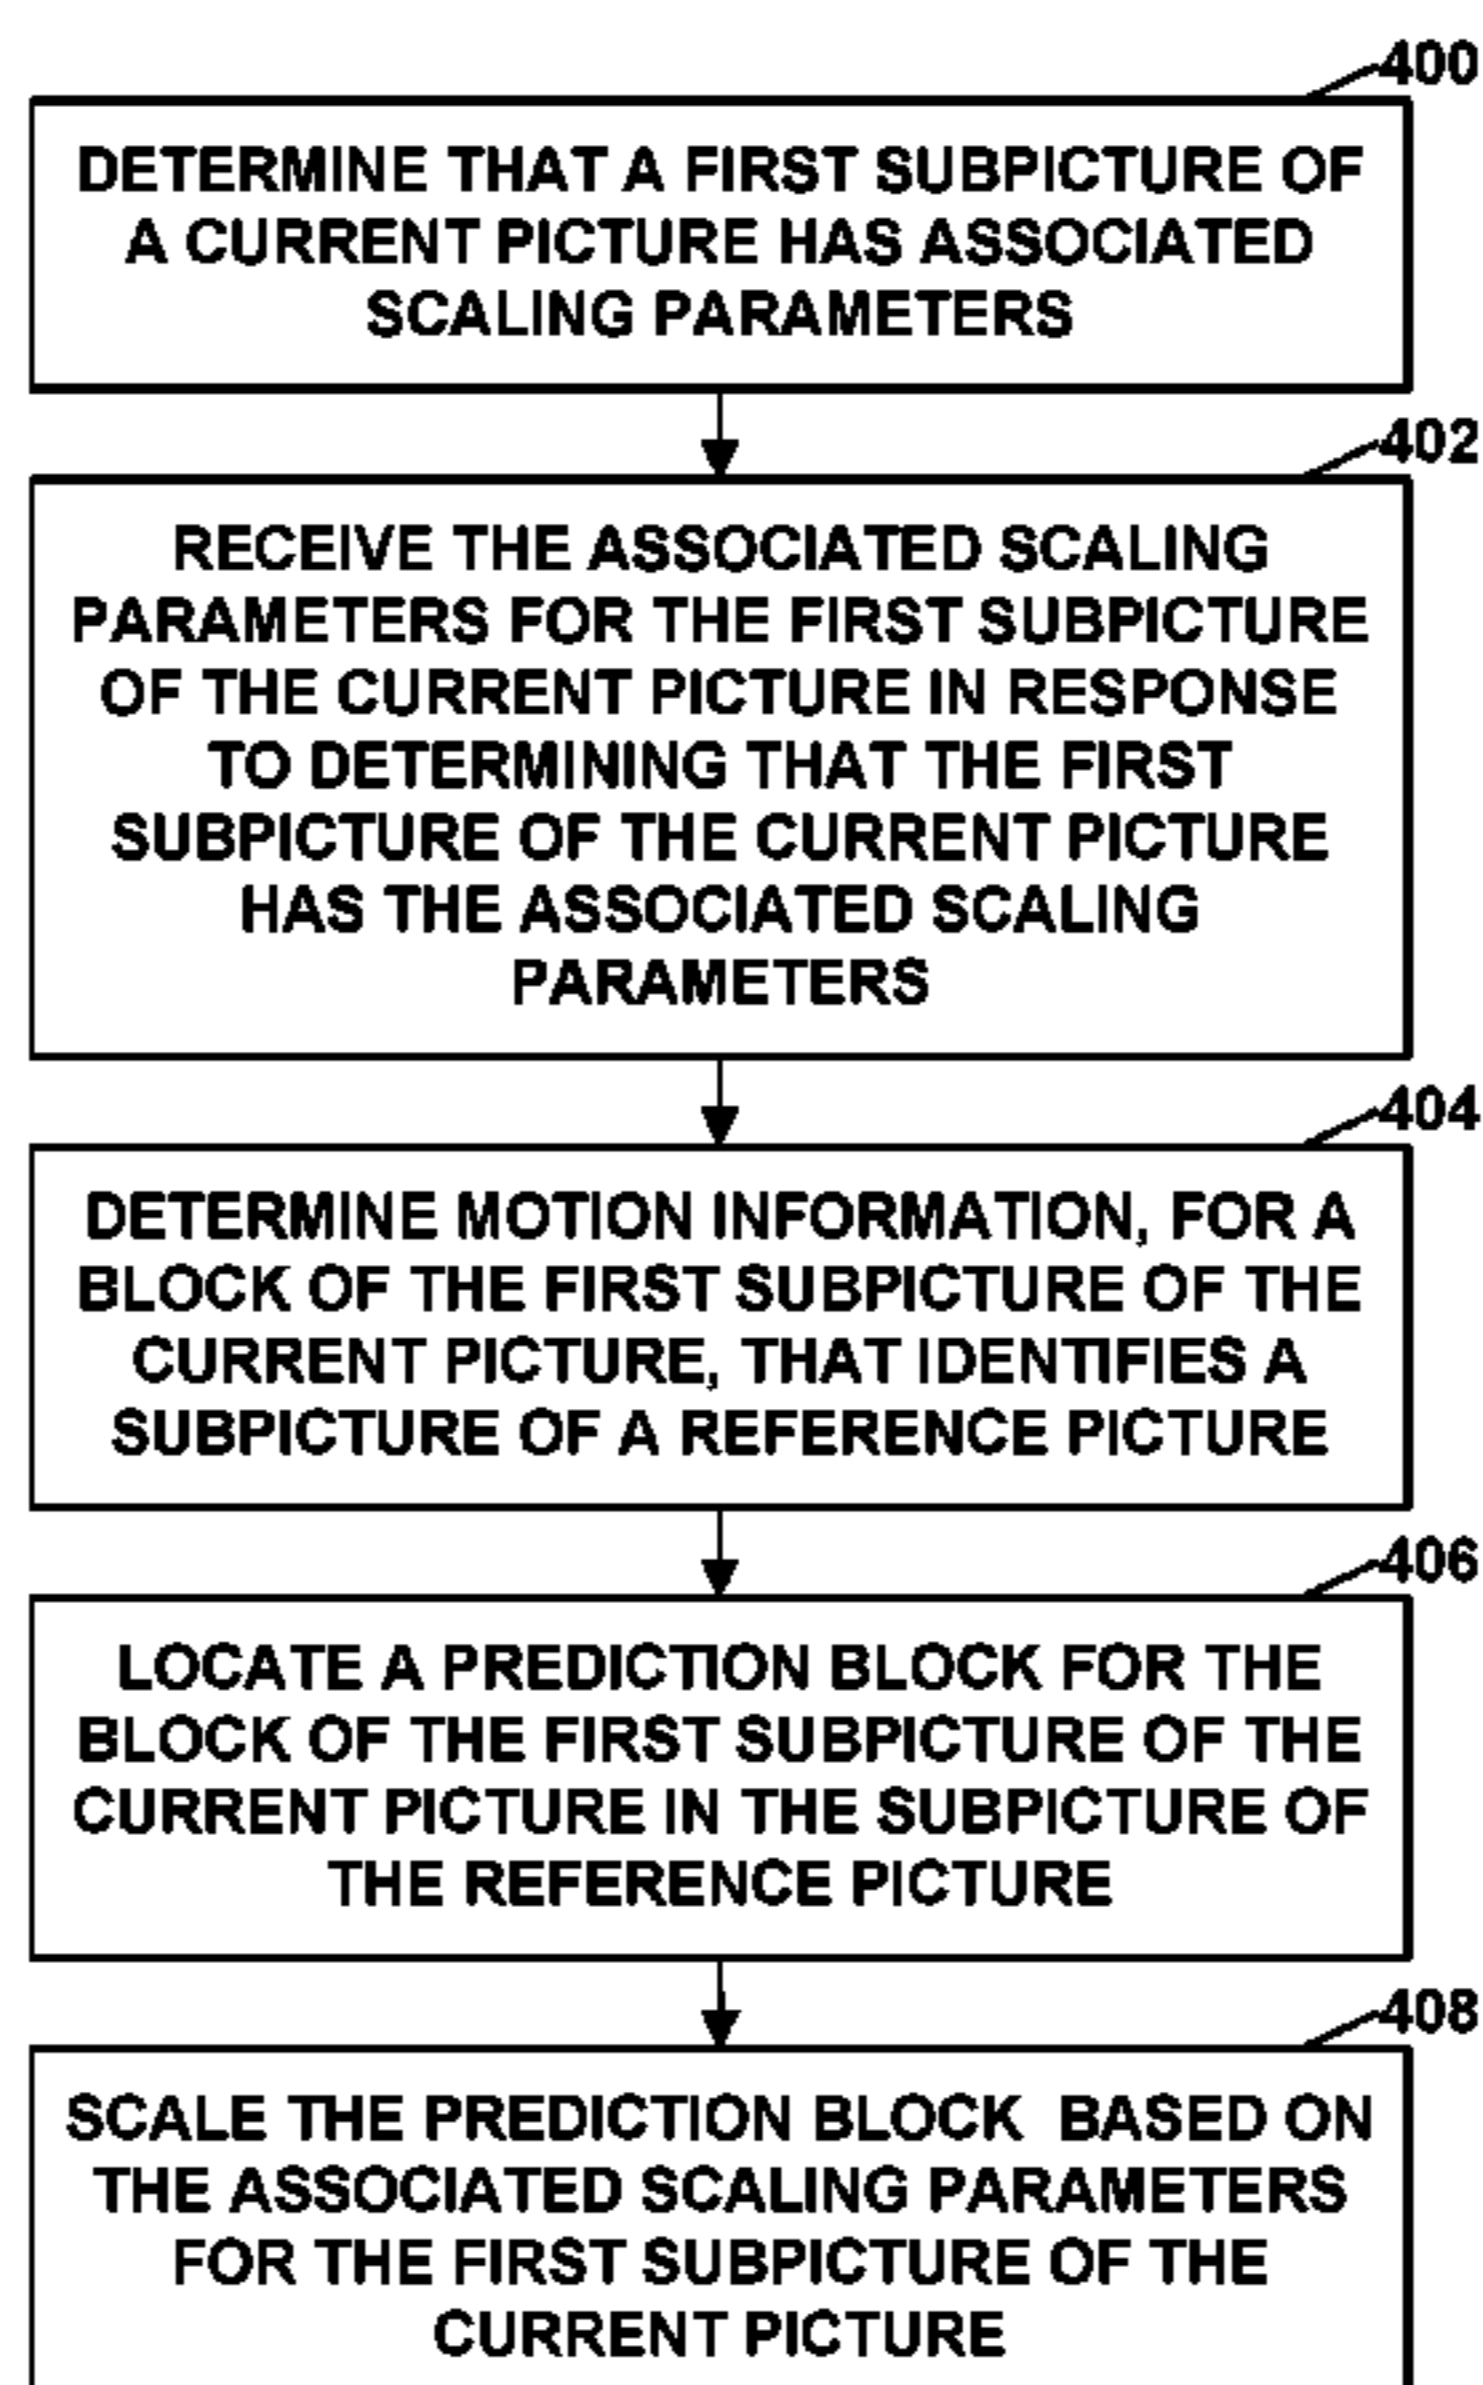 400
DETERMINE THAT A FIRST SUBPICTURE OF
A CURRENT PICTURE HAS ASSOCIATED
SCALING PARAMETERS
402
RECEIVE THE ASSOCIATED SCALING
PARAMETERS FOR THE FIRST SUBPICTURE
OF THE CURRENT PICTURE IN RESPONSE
TO DETERMINING THAT THE FIRST
SUBPICTURE OF THE CURRENT PICTURE
HAS THE ASSOCIATED SCALING
PARAMETERS
404
DETERMINE MOTION INFORMATION, FOR A
BLOCK OF THE FIRST SUBPICTURE OF THE
CURRENT PICTURE, THAT IDENTIFIES A
SUBPICTURE OF A REFERENCE PICTURE
406
LOCATE A PREDICTION BLOCK FOR THE
BLOCK OF THE FIRST SUBPICTURE OF THE
CURRENT PICTURE IN THE SUBPICTURE OF
THE REFERENCE PICTURE
408
SCALE THE PREDICTION BLOCK BASED ON
THE ASSOCIATED SCALING PARAMETERS
FOR THE FIRST SUBPICTURE OF THE
CURRENT PICTURE